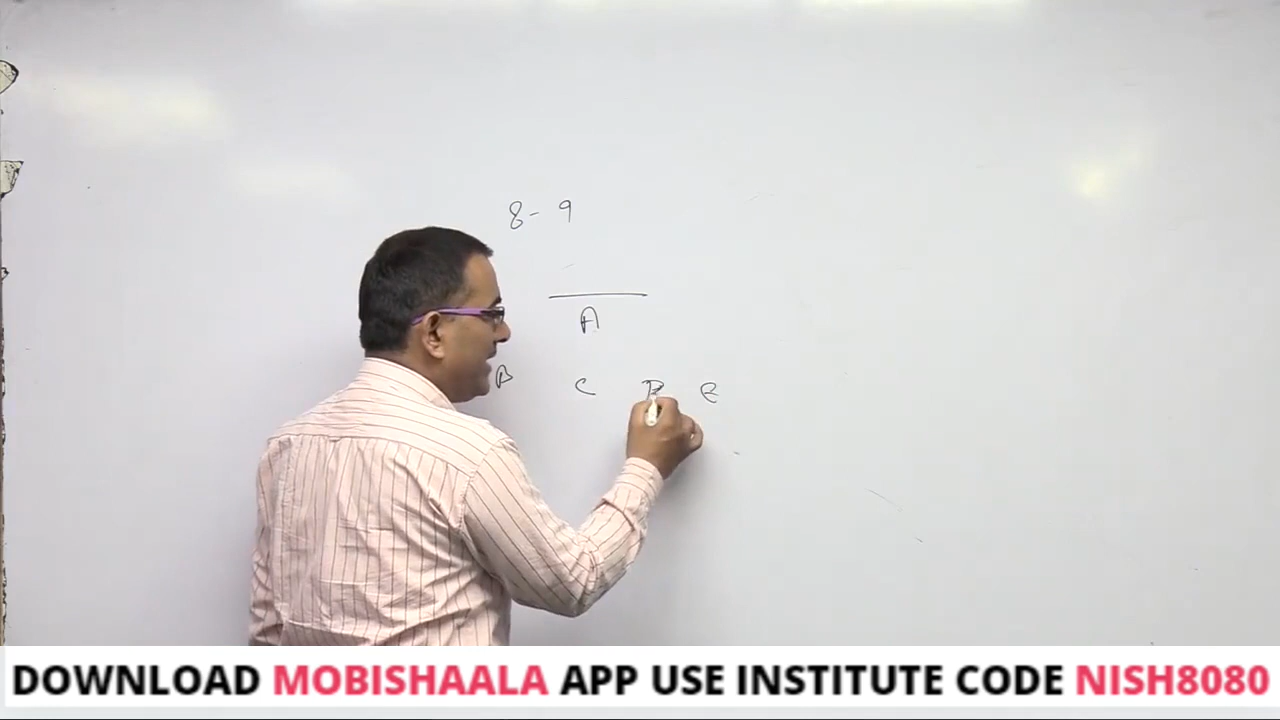 8 - 9
A
B C D E
DOWNLOAD MOBISHAALA APP USE INSTITUTE CODE NISH8080